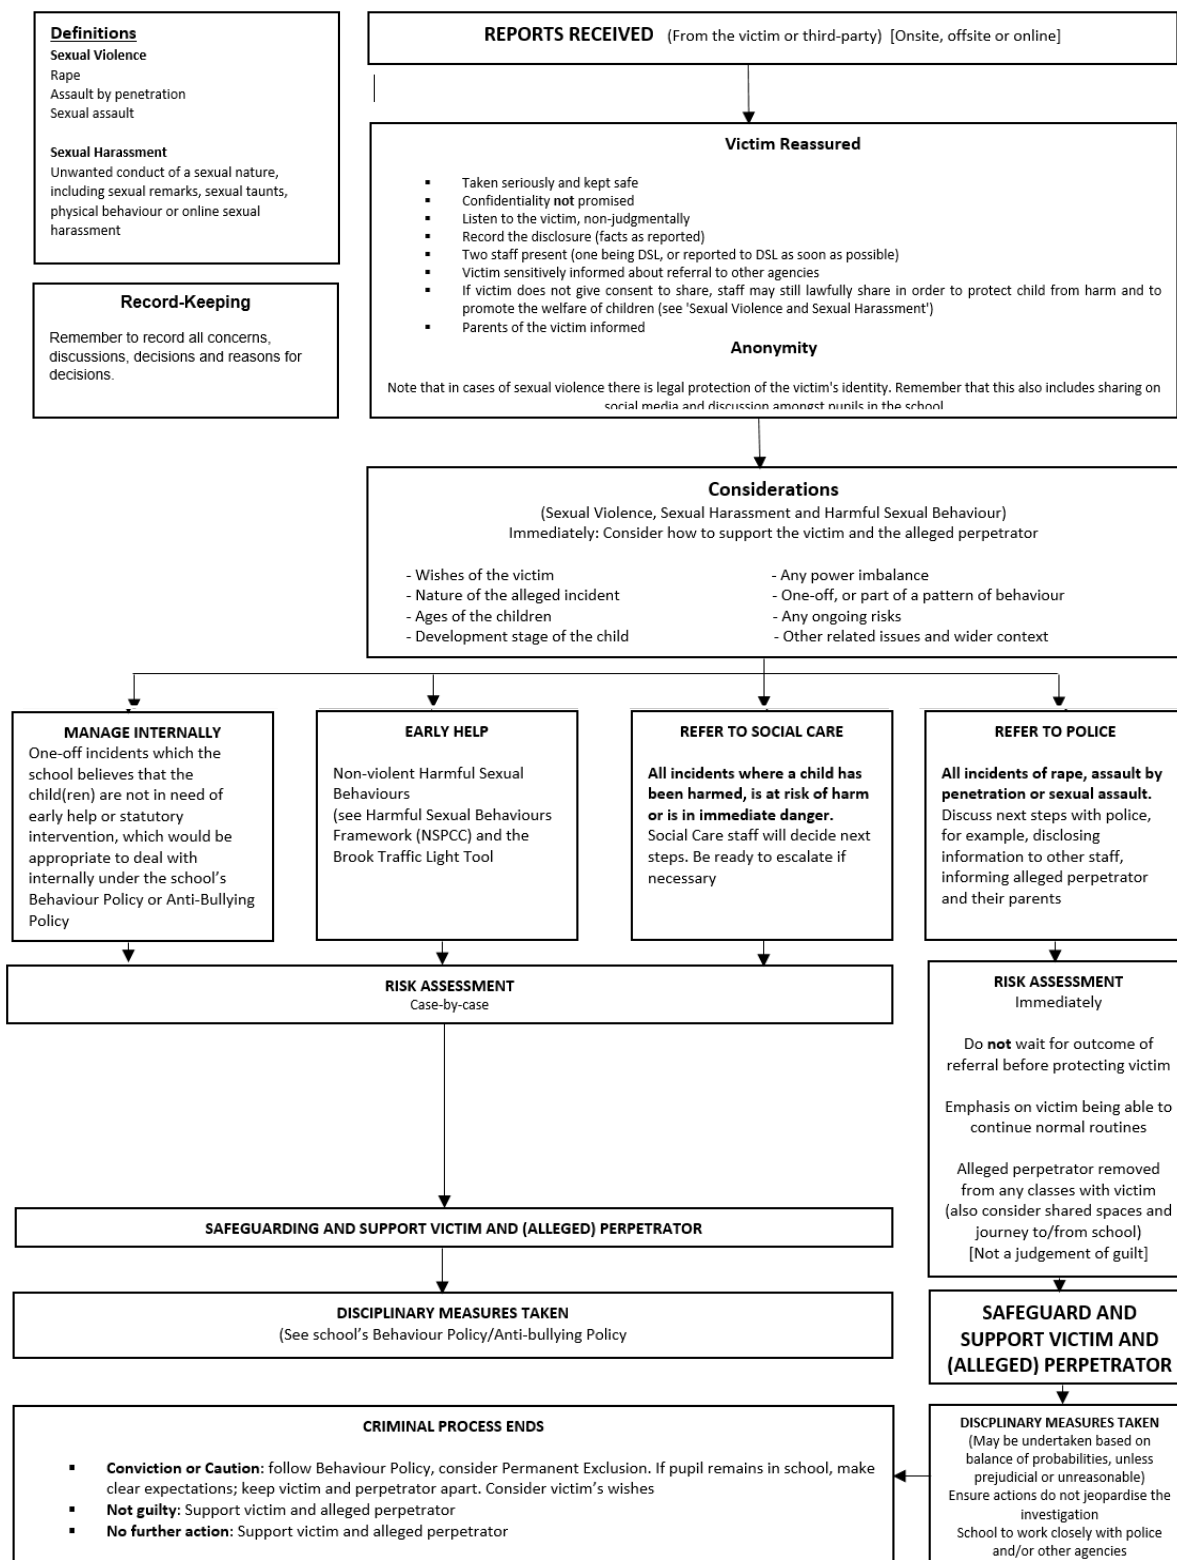 Definitions
Sexual Violence
Rape
Assault by penetration
Sexual assault
Sexual Harassment
Unwanted conduct of a sexual nature,
including sexual remarks, sexual taunts,
physical behaviour or online sexual
harassment
Record-Keeping
Remember to record all concerns,
discussions, decisions and reasons for
decisions.
REPORTS RECEIVED (From the victim or third-party) [Onsite, offsite or online]
Victim Reassured
▪ Taken seriously and kept safe
▪ Confidentiality not promised
▪ Listen to the victim, non-judgmentally
▪ Record the disclosure (facts as reported)
▪ Two staff present (one being DSL, or reported to DSL as soon as possible)
▪ Victim sensitively informed about referral to other agencies
▪ If victim does not give consent to share, staff may still lawfully share in order to protect child from harm and to
promote the welfare of children (see 'Sexual Violence and Sexual Harassment')
▪ Parents of the victim informed
Anonymity
Note that in cases of sexual violence there is legal protection of the victim's identity. Remember that this also includes sharing on
social media and discussion amongst pupils in the school
Considerations
(Sexual Violence, Sexual Harassment and Harmful Sexual Behaviour)
Immediately: Consider how to support the victim and the alleged perpetrator
- Wishes of the victim
- Nature of the alleged incident
- Ages of the children
- Development stage of the child
- Any power imbalance
- One-off, or part of a pattern of behaviour
- Any ongoing risks
- Other related issues and wider context
MANAGE INTERNALLY
One-off incidents which the
school believes that the
child(ren) are not in need of
early help or statutory
intervention, which would be
appropriate to deal with
internally under the school's
Behaviour Policy or Anti-Bullying
Policy
EARLY HELP
Non-violent Harmful Sexual
Behaviours
(see Harmful Sexual Behaviours
Framework (NSPCC) and the
Brook Traffic Light Tool
REFER TO SOCIAL CARE
All incidents where a child has
been harmed, is at risk of harm
or is in immediate danger.
Social Care staff will decide next
steps. Be ready to escalate if
necessary
REFER TO POLICE
All incidents of rape, assault by
penetration or sexual assault.
Discuss next steps with police,
for example, disclosing
information to other staff,
informing alleged perpetrator
and their parents
RISK ASSESSMENT
Case-by-case
SAFEGUARDING AND SUPPORT VICTIM AND (ALLEGED) PERPETRATOR
DISCIPLINARY MEASURES TAKEN
(See school's Behaviour Policy/Anti-bullying Policy
RISK ASSESSMENT
Immediately
Do not wait for outcome of
referral before protecting victim
Emphasis on victim being able to
continue normal routines
Alleged perpetrator removed
from any classes with victim
(also consider shared spaces and
journey to/from school)
[Not a judgement of guilt]
SAFEGUARD AND
SUPPORT VICTIM AND
(ALLEGED) PERPETRATOR
DISCPLINARY MEASURES TAKEN
(May be undertaken based on
balance of probabilities, unless
prejudicial or unreasonable)
Ensure actions do not jeopardise the
investigation
School to work closely with police
and/or other agencies
CRIMINAL PROCESS ENDS
▪ Conviction or Caution: follow Behaviour Policy, consider Permanent Exclusion. If pupil remains in school, make
clear expectations; keep victim and perpetrator apart. Consider victim's wishes
▪ Not guilty: Support victim and alleged perpetrator
▪ No further action: Support victim and alleged perpetrator